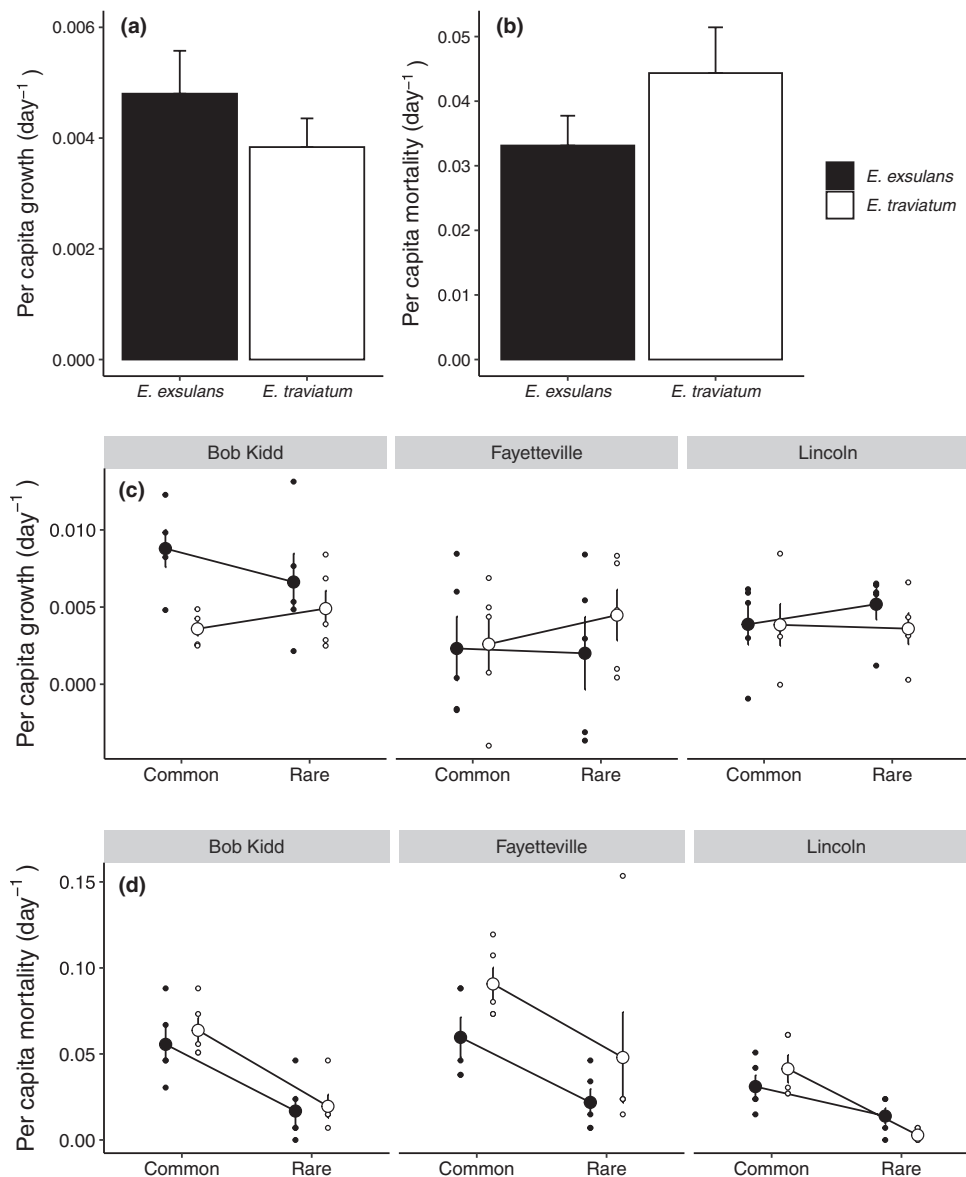 (a)
Per capita growth (day⁻¹)
0.006
0.004
0.002
0.000
E. exsulans
E. traviatum
(b)
Per capita mortality (day⁻¹)
0.05
0.04
0.03
0.02
0.01
0.00
E. exsulans
E. traviatum
E. exsulans
E. traviatum
Bob Kidd
Fayetteville
Lincoln
(c)
Per capita growth (day⁻¹)
0.010
0.005
0.000
Common
Rare
Common
Rare
Common
Rare
Bob Kidd
Fayetteville
Lincoln
(d)
Per capita mortality (day⁻¹)
0.15
0.10
0.05
0.00
Common
Rare
Common
Rare
Common
Rare